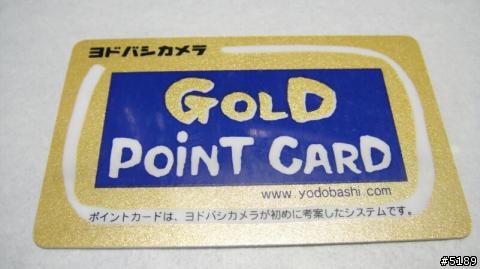 ヨドバシカメラ
GOLD
POINT CARD
www.yodobashi.com
ポイントカードは、ヨドバシカメラが初めに考案したシステムです。
#5189